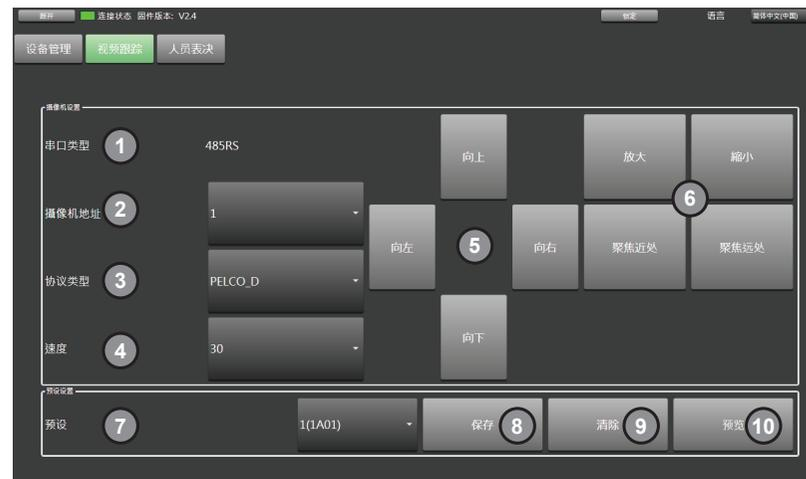 断开 连接状态 固件版本: V2.4 锁定 语言 简体中文(中国)
设备管理 视频跟踪 人员表决
摄像机设置
串口类型 1 485RS 向上 放大 縮小
摄像机地址 2 1 6
向左 5 向右 聚焦近处 聚焦远处
协议类型 3 PELCO_D
速度 4 30 向下
预设设置
预设 7 1(1A01) 保存 8 清除 9 预览 10